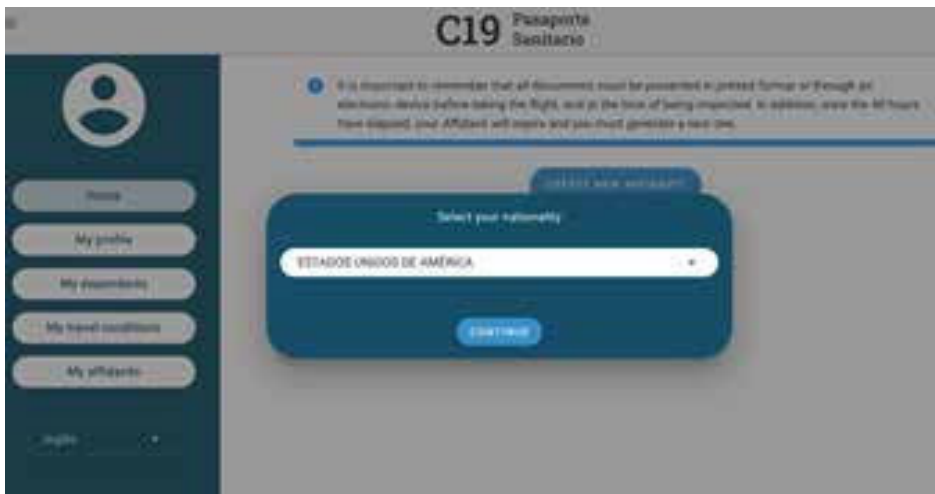 C19 Pasaporte
Sanitario
It is important to remember that all documents must be presented in printed format or through an
electronic device before taking the flight, and at the time of being inspected. In addition, once the 48 hours
have elapsed, your Affidavit will expire and you must generate a new one.
CREATE NEW AFFIDAVIT
Home
My profile
My dependents
My travel conditions
My affidavits
Inglés
Select your nationality
ESTADOS UNIDOS DE AMÉRICA
CONTINUE